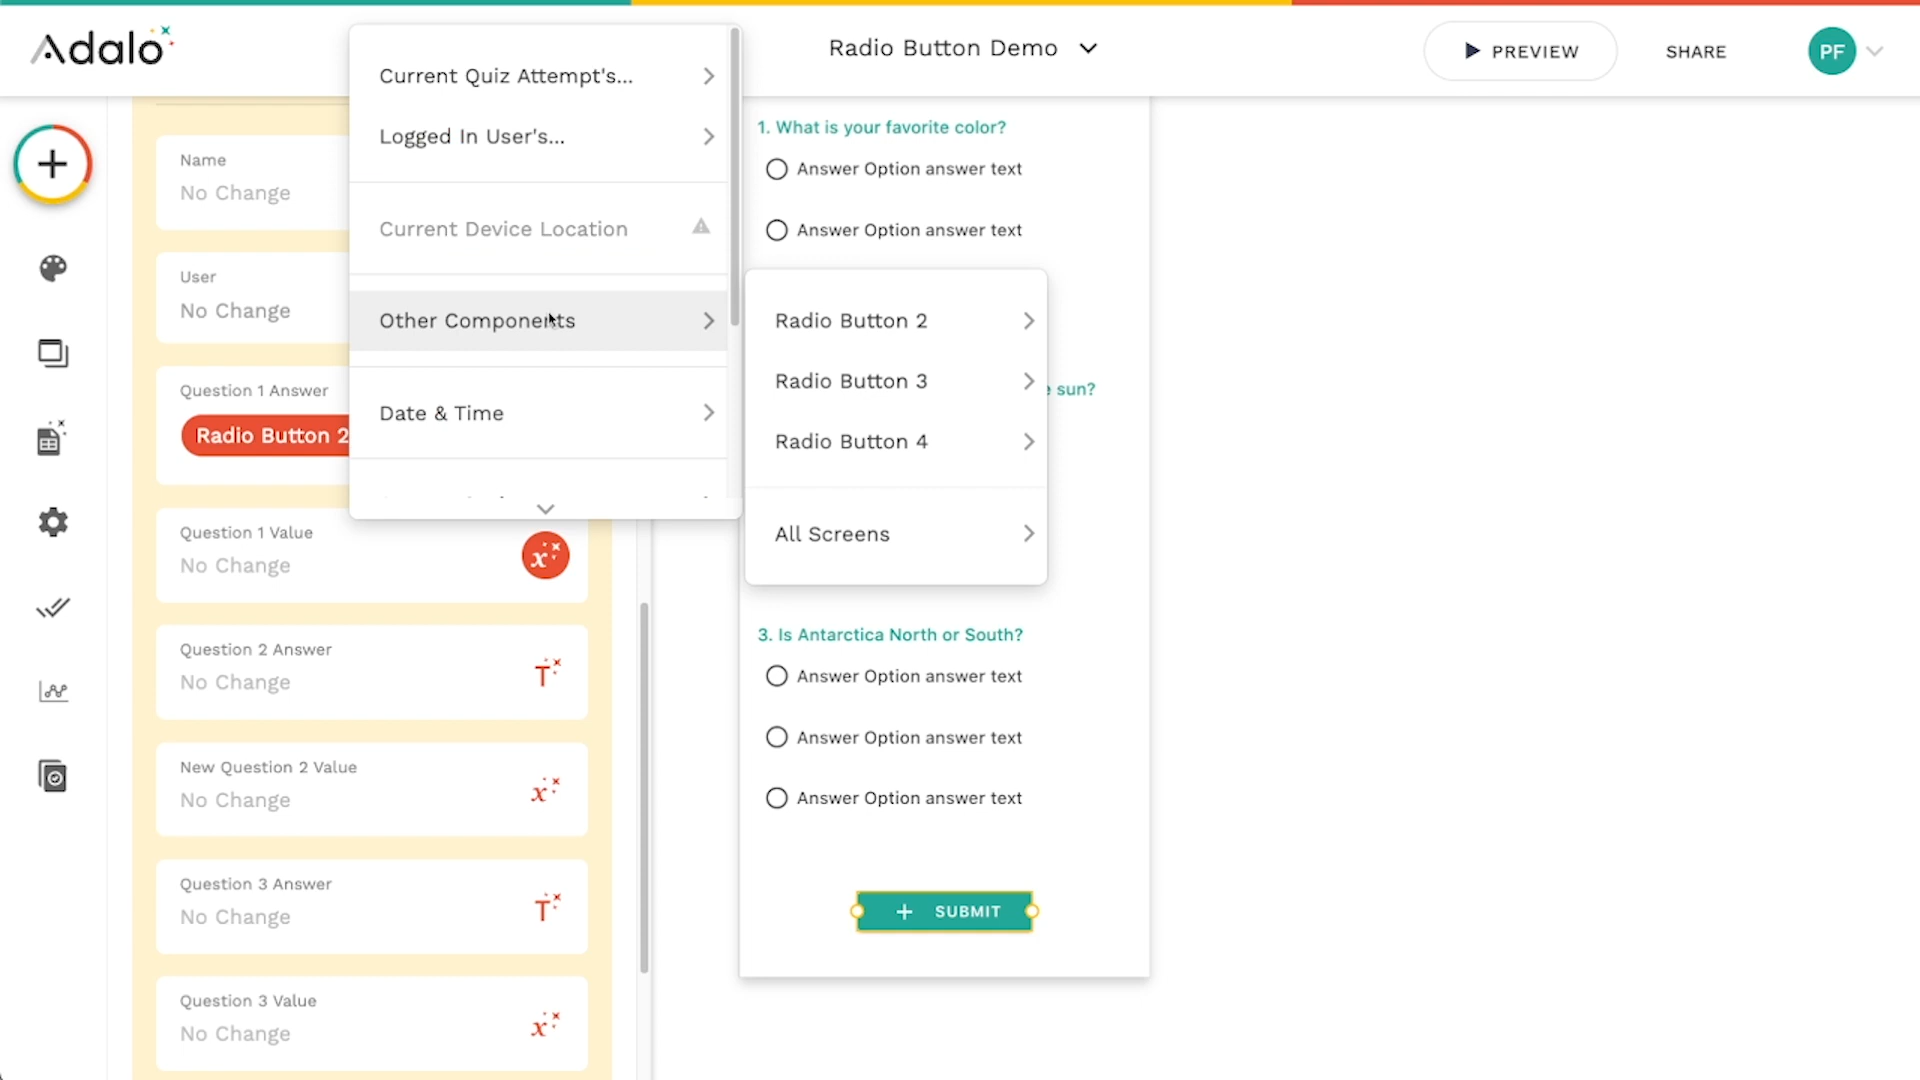 Adalo
Radio Button Demo
PREVIEW
SHARE
PF
Name
No Change
User
No Change
Question 1 Answer
Radio Button 2
Question 1 Value
No Change
x
Question 2 Answer
No Change
T
New Question 2 Value
No Change
x
Question 3 Answer
No Change
T
Question 3 Value
No Change
x
Current Quiz Attempt's...
Logged In User's...
Current Device Location
Other Components
Date & Time
Radio Button 2
Radio Button 3
Radio Button 4
All Screens
1. What is your favorite color?
Answer Option answer text
Answer Option answer text
sun?
3. Is Antarctica North or South?
Answer Option answer text
Answer Option answer text
Answer Option answer text
+ SUBMIT